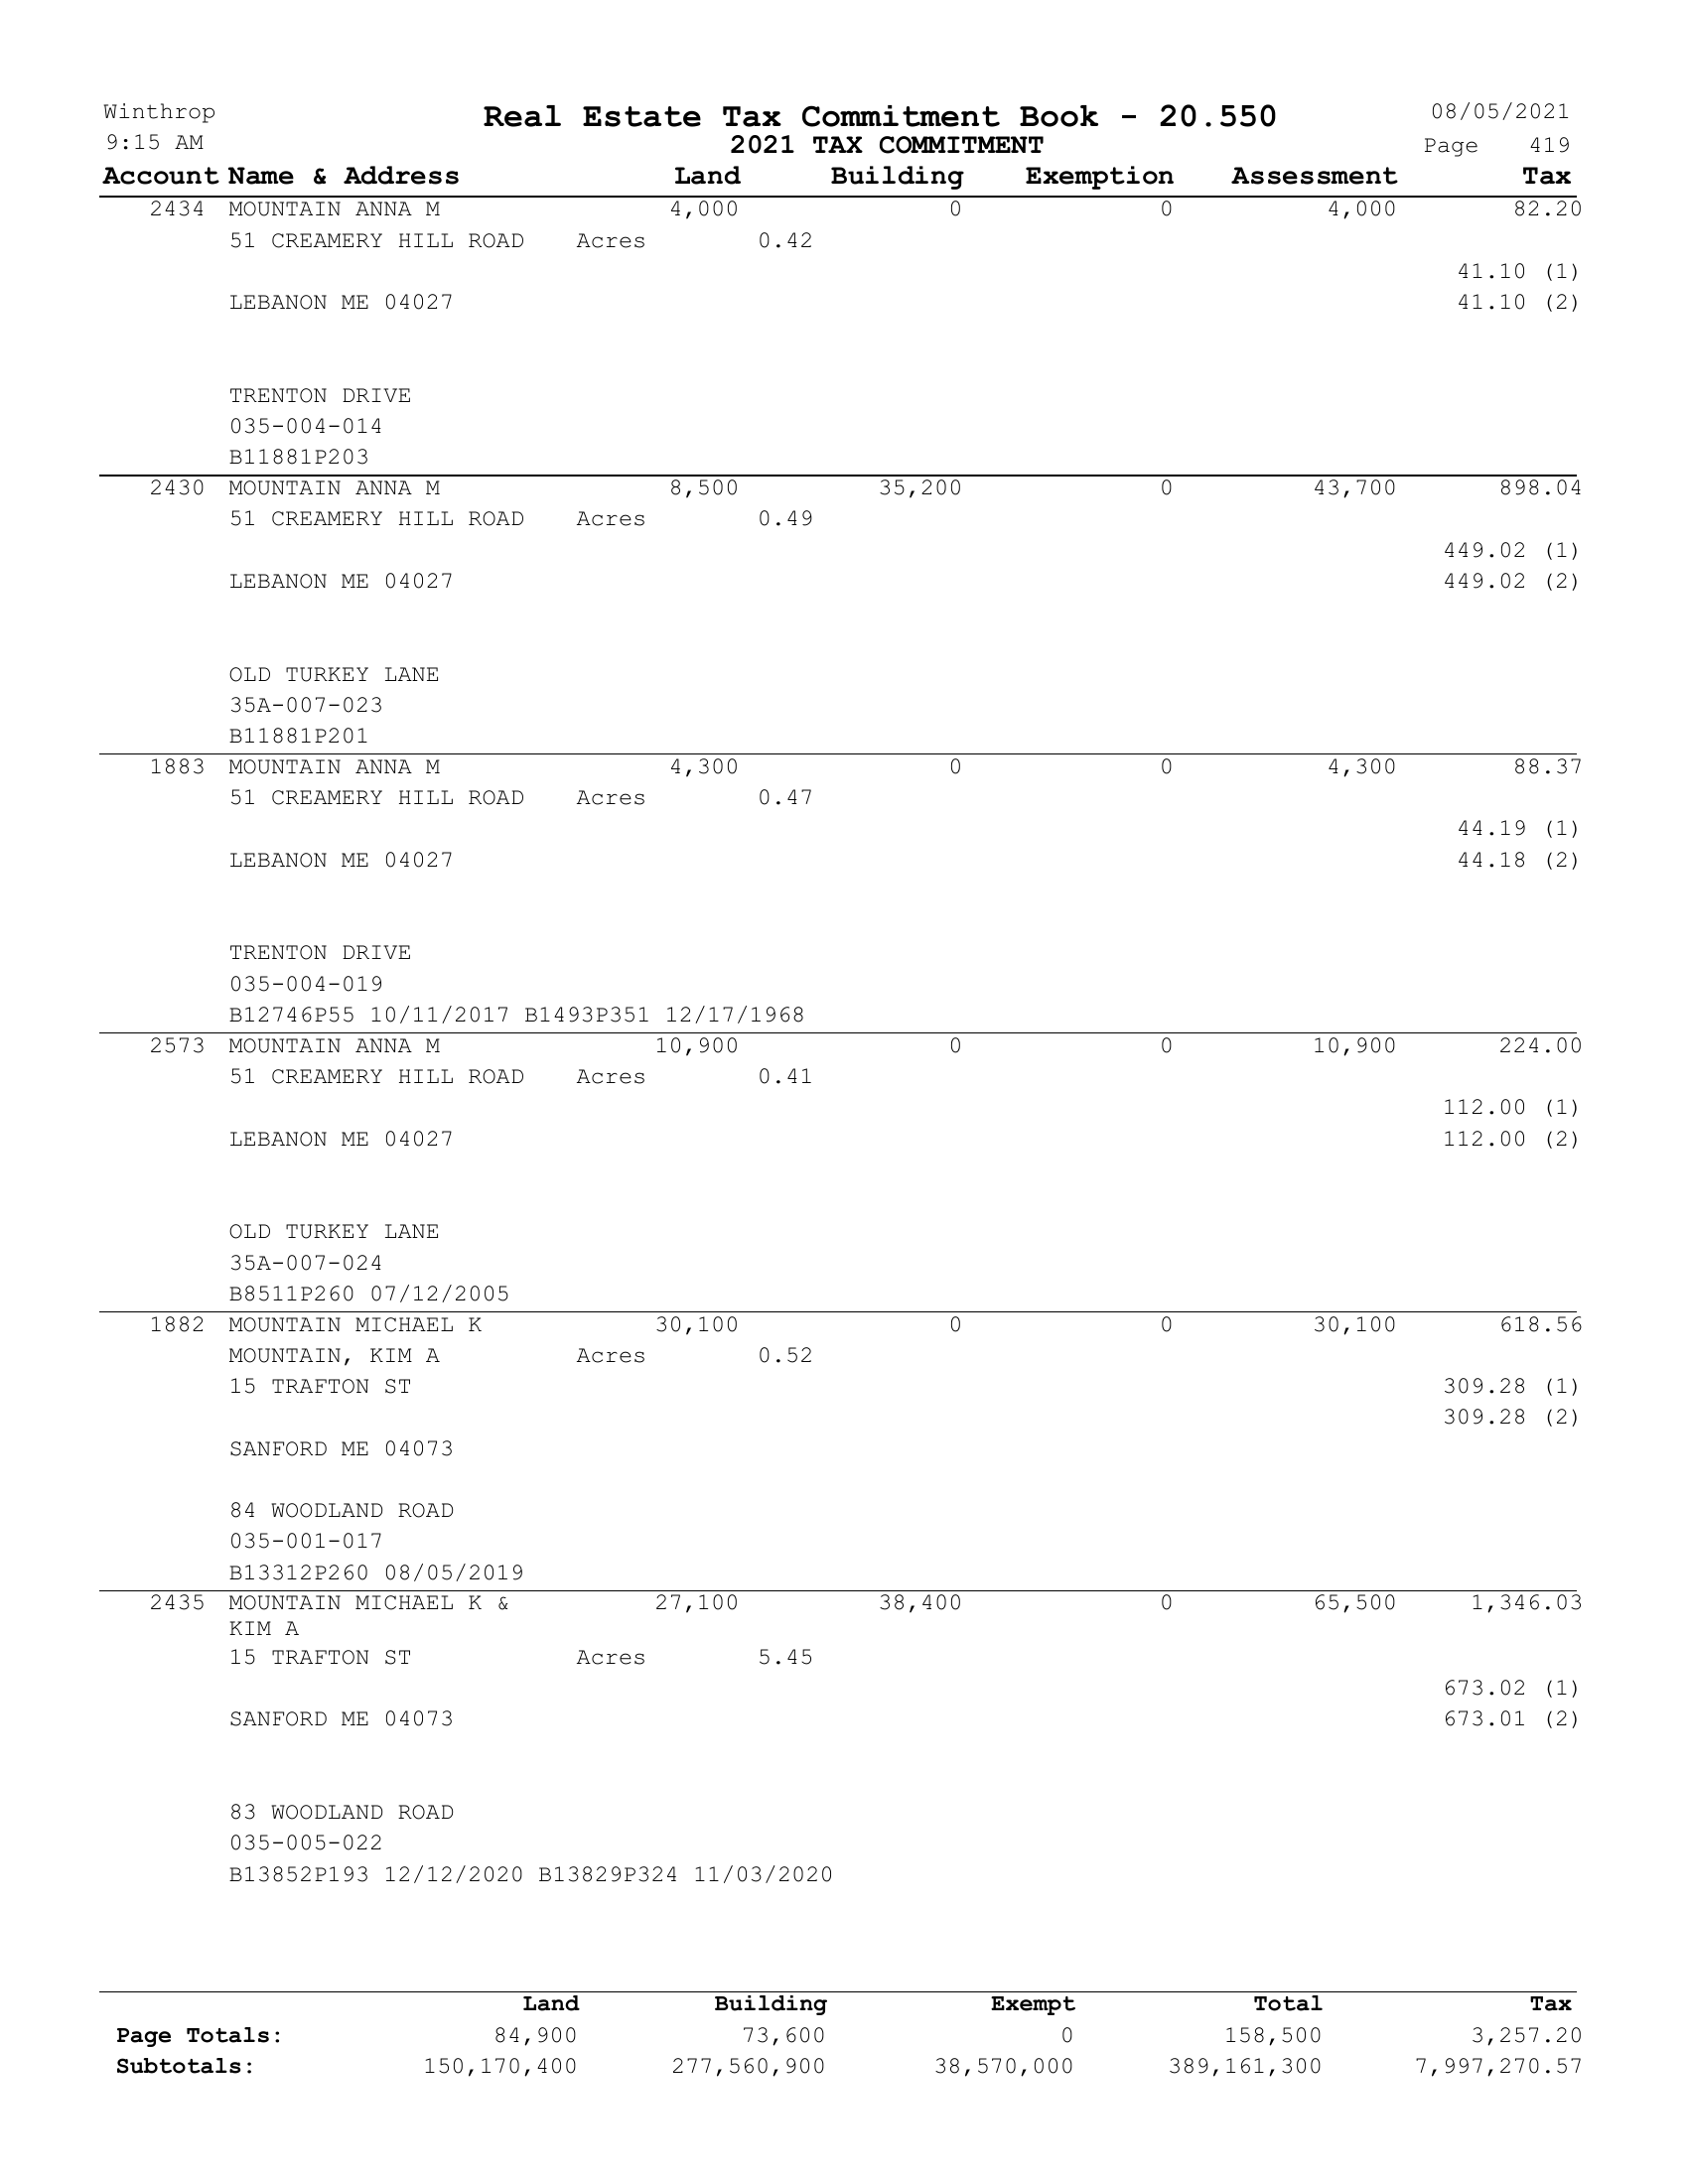 Winthrop Real Estate Tax Commitment Book - 20.550 08/05/2021
9:15 AM 2021 TAX COMMITMENT Page 419
Account Name & Address Land Building Exemption Assessment Tax
2434 MOUNTAIN ANNA M 4,000 0 0 4,000 82.20
51 CREAMERY HILL ROAD Acres 0.42
41.10 (1)
LEBANON ME 04027 41.10 (2)
TRENTON DRIVE
035-004-014
B11881P203
2430 MOUNTAIN ANNA M 8,500 35,200 0 43,700 898.04
51 CREAMERY HILL ROAD Acres 0.49
449.02 (1)
LEBANON ME 04027 449.02 (2)
OLD TURKEY LANE
35A-007-023
B11881P201
1883 MOUNTAIN ANNA M 4,300 0 0 4,300 88.37
51 CREAMERY HILL ROAD Acres 0.47
44.19 (1)
LEBANON ME 04027 44.18 (2)
TRENTON DRIVE
035-004-019
B12746P55 10/11/2017 B1493P351 12/17/1968
2573 MOUNTAIN ANNA M 10,900 0 0 10,900 224.00
51 CREAMERY HILL ROAD Acres 0.41
112.00 (1)
LEBANON ME 04027 112.00 (2)
OLD TURKEY LANE
35A-007-024
B8511P260 07/12/2005
1882 MOUNTAIN MICHAEL K 30,100 0 0 30,100 618.56
MOUNTAIN, KIM A Acres 0.52
15 TRAFTON ST 309.28 (1)
309.28 (2)
SANFORD ME 04073
84 WOODLAND ROAD
035-001-017
B13312P260 08/05/2019
2435 MOUNTAIN MICHAEL K & 27,100 38,400 0 65,500 1,346.03
KIM A
15 TRAFTON ST Acres 5.45
673.02 (1)
SANFORD ME 04073 673.01 (2)
83 WOODLAND ROAD
035-005-022
B13852P193 12/12/2020 B13829P324 11/03/2020
Land Building Exempt Total Tax
Page Totals: 84,900 73,600 0 158,500 3,257.20
Subtotals: 150,170,400 277,560,900 38,570,000 389,161,300 7,997,270.57